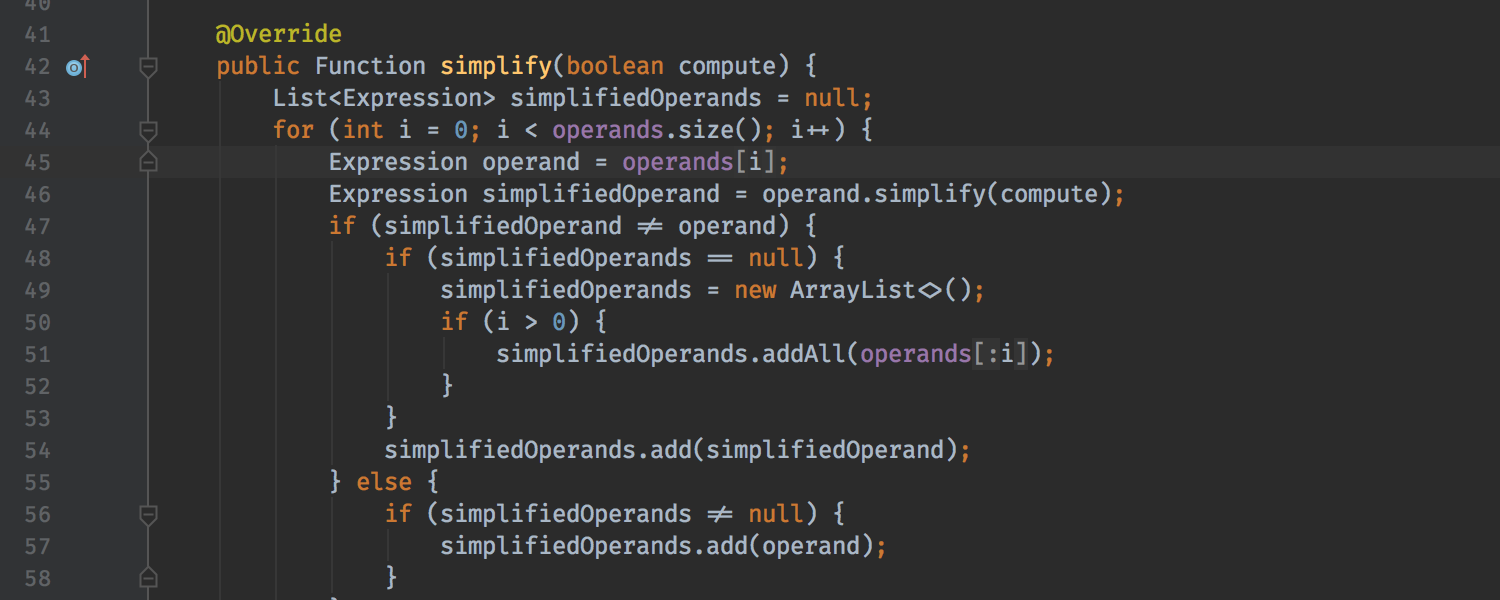 40
41 @Override
42 public Function simplify(boolean compute) {
43 List<Expression> simplifiedOperands = null;
44 for (int i = 0; i < operands.size(); i++) {
45 Expression operand = operands[i];
46 Expression simplifiedOperand = operand.simplify(compute);
47 if (simplifiedOperand != operand) {
48 if (simplifiedOperands == null) {
49 simplifiedOperands = new ArrayList<>();
50 if (i > 0) {
51 simplifiedOperands.addAll(operands[:i]);
52 }
53 }
54 simplifiedOperands.add(simplifiedOperand);
55 } else {
56 if (simplifiedOperands != null) {
57 simplifiedOperands.add(operand);
58 }